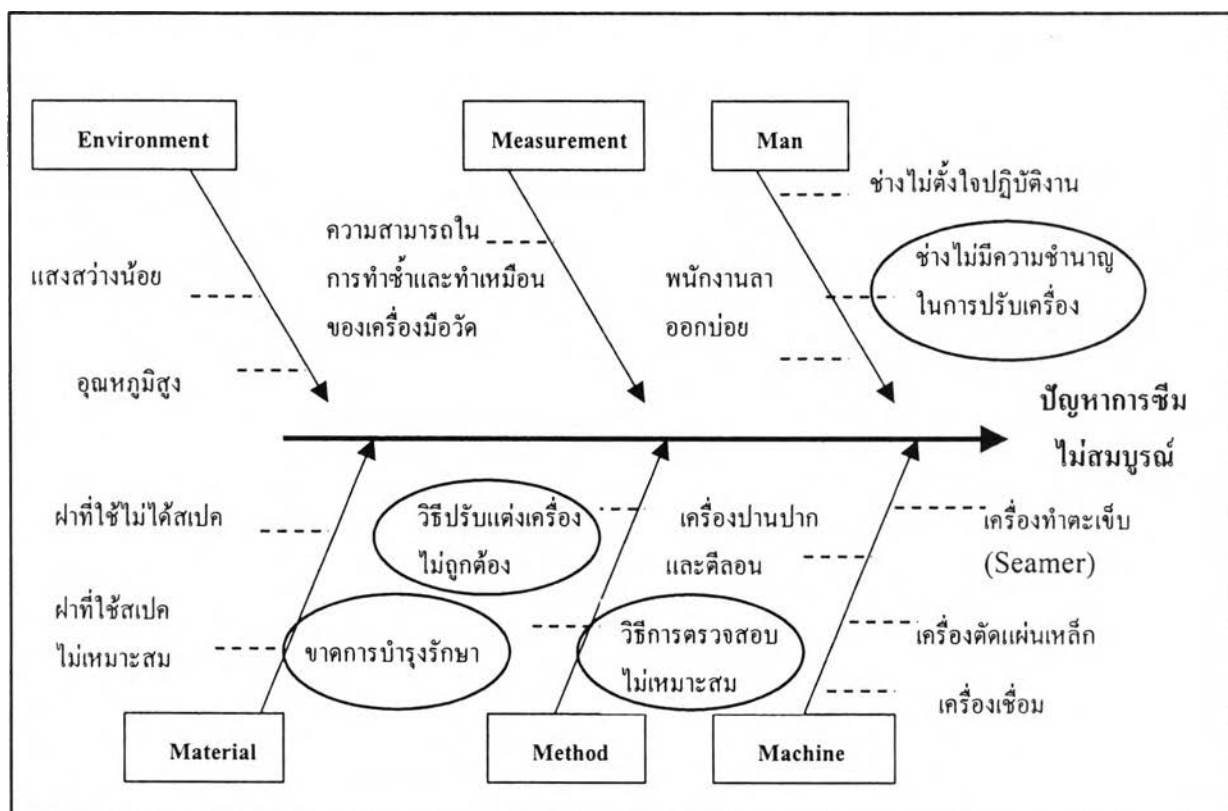 Environment
Measurement
Man
ช่างไม่ตั้งใจปฏิบัติงาน
ความสามารถใน
การทำซ้ำและทำเหมือน
ของเครื่องมือวัด
แสงสว่างน้อย
อุณหภูมิสูง
พนักงานลา
ออกบ่อย
ช่างไม่มีความชำนาญ
ในการปรับเครื่อง
ปัญหาการซีม
ไม่สมบูรณ์
ฝาที่ใช้ไม่ได้สเปค
ฝาที่ใช้สเปค
ไม่เหมาะสม
วิธีปรับแต่งเครื่อง
ไม่ถูกต้อง
ขาดการบำรุงรักษา
วิธีการตรวจสอบ
ไม่เหมาะสม
เครื่องปานปาก
และตีลอน
เครื่องทำตะเข็บ
(Seamer)
เครื่องตัดแผ่นเหล็ก
เครื่องเชื่อม
Material
Method
Machine